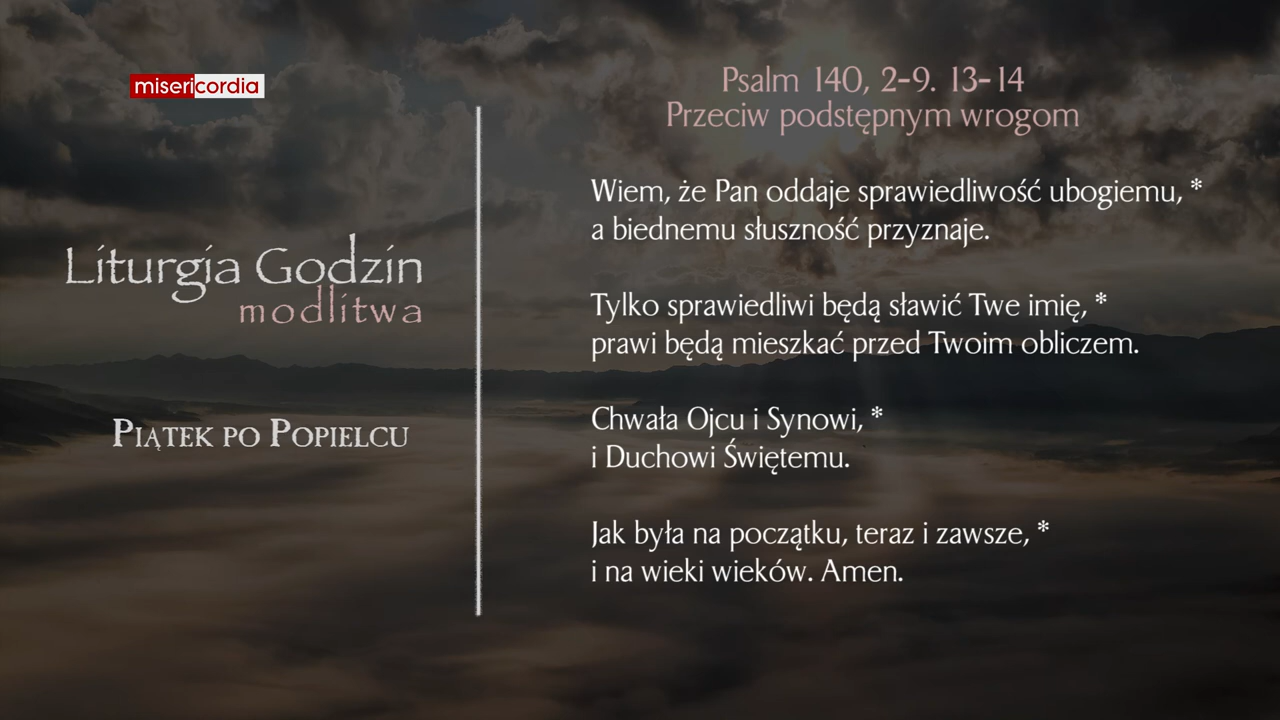 misericordia
Liturgia Godzin
modlitwa
Piątek po Popielcu
Psalm 140, 2-9. 13-14
Przeciw podstępnym wrogom
Wiem, że Pan oddaje sprawiedliwość ubogiemu, *
a biednemu słuszność przyznaje.
Tylko sprawiedliwi będą sławić Twe imię, *
prawi będą mieszkać przed Twoim obliczem.
Chwała Ojcu i Synowi, *
i Duchowi Świętemu.
Jak była na początku, teraz i zawsze, *
i na wieki wieków. Amen.